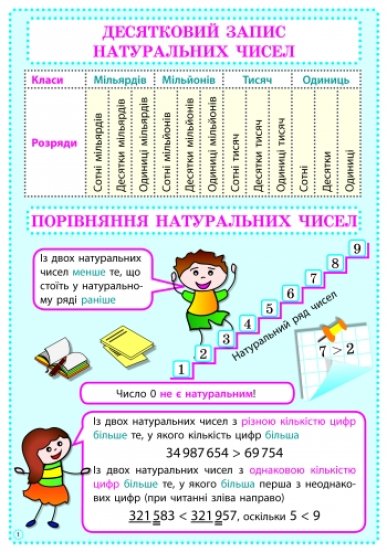 ДЕСЯТКОВИЙ ЗАПИС
НАТУРАЛЬНИХ ЧИСЕЛ
Класи Мільярдів Мільйонів Тисяч Одиниць
Розряди
Сотні мільярдів
Десятки мільярдів
Одиниці мільярдів
Сотні мільйонів
Десятки мільйонів
Одиниці мільйонів
Сотні тисяч
Десятки тисяч
Одиниці тисяч
Сотні
Десятки
Одиниці
ПОРІВНЯННЯ НАТУРАЛЬНИХ ЧИСЕЛ
Із двох натуральних
чисел менше те, що
стоїть у натурально-
му ряді раніше
1
2
3
4
5
6
7
8
9
Натуральний ряд чисел
7 > 2
Число 0 не є натуральним!
Із двох натуральних чисел з різною кількістю цифр
більше те, у якого кількість цифр більша
34 987 654 > 69 754
Із двох натуральних чисел з однаковою кількістю
цифр більше те, у якого більша перша з неоднако-
вих цифр (при читанні зліва направо)
321 583 < 321 957, оскільки 5 < 9
1